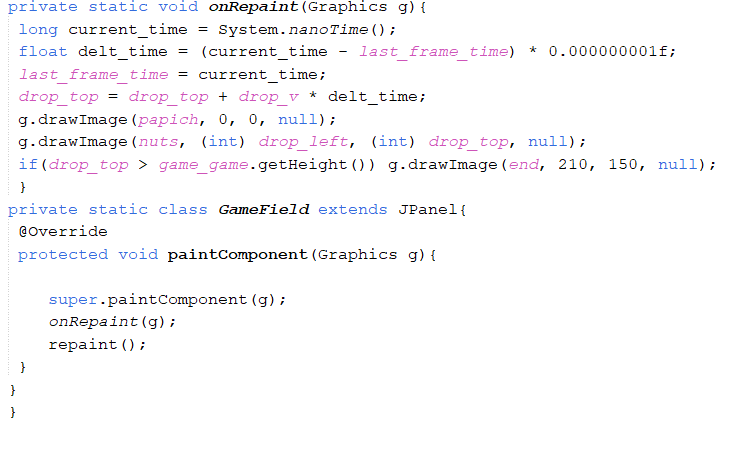 private static void onRepaint(Graphics g){
long current_time = System.nanoTime();
float delt_time = (current_time - last_frame_time) * 0.000000001f;
last_frame_time = current_time;
drop_top = drop_top + drop_v * delt_time;
g.drawImage(papich, 0, 0, null);
g.drawImage(nuts, (int) drop_left, (int) drop_top, null);
if(drop_top > game_game.getHeight()) g.drawImage(end, 210, 150, null);
}
private static class GameField extends JPanel{
@Override
protected void paintComponent(Graphics g){
super.paintComponent(g);
onRepaint(g);
repaint();
}
}
}